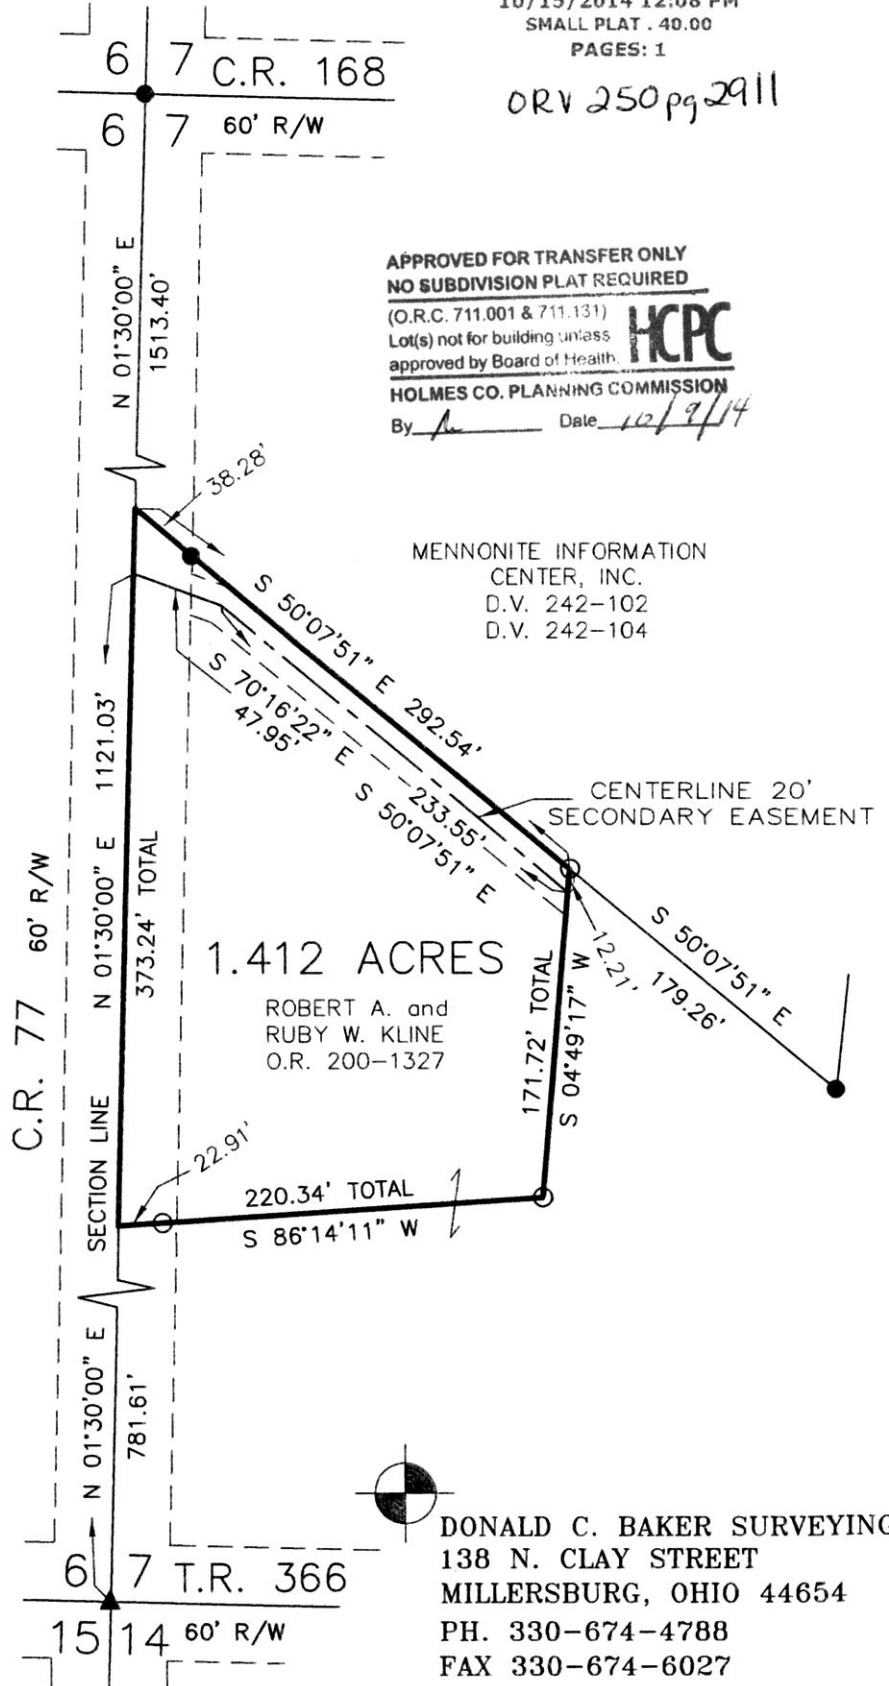 10/15/2014 12:08 PM
SMALL PLAT . 40.00
PAGES: 1
ORV 250 pg 2911
6 7 C.R. 168
6 7 60' R/W
N 01°30'00" E
1513.40'
APPROVED FOR TRANSFER ONLY
NO SUBDIVISION PLAT REQUIRED
(O.R.C. 711.001 & 711.131)
Lot(s) not for building unless
approved by Board of Health.
HCPC
HOLMES CO. PLANNING COMMISSION
By Date 10/9/14
38.28'
MENNONITE INFORMATION
CENTER, INC.
D.V. 242-102
D.V. 242-104
S 50°07'51" E 292.54'
S 70°16'22" E
47.95'
233.55'
S 50°07'51" E
CENTERLINE 20'
SECONDARY EASEMENT
C.R. 77 60' R/W
SECTION LINE N 01°30'00" E 1121.03'
373.24' TOTAL
1.412 ACRES
ROBERT A. and
RUBY W. KLINE
O.R. 200-1327
171.72' TOTAL
S 04°49'17" W
12.21'
S 50°07'51" E
179.26'
22.91'
220.34' TOTAL
S 86°14'11" W
N 01°30'00" E
781.61'
6 7 T.R. 366
15 14 60' R/W
DONALD C. BAKER SURVEYING
138 N. CLAY STREET
MILLERSBURG, OHIO 44654
PH. 330-674-4788
FAX 330-674-6027